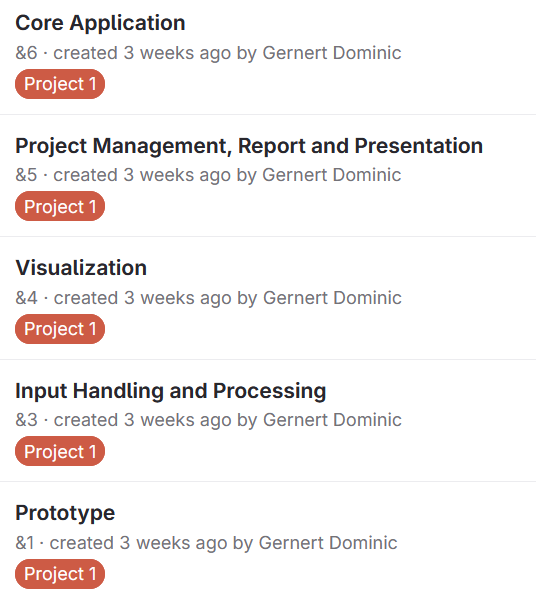 Core Application
&6 · created 3 weeks ago by Gernert Dominic
Project 1
Project Management, Report and Presentation
&5 · created 3 weeks ago by Gernert Dominic
Project 1
Visualization
&4 · created 3 weeks ago by Gernert Dominic
Project 1
Input Handling and Processing
&3 · created 3 weeks ago by Gernert Dominic
Project 1
Prototype
&1 · created 3 weeks ago by Gernert Dominic
Project 1